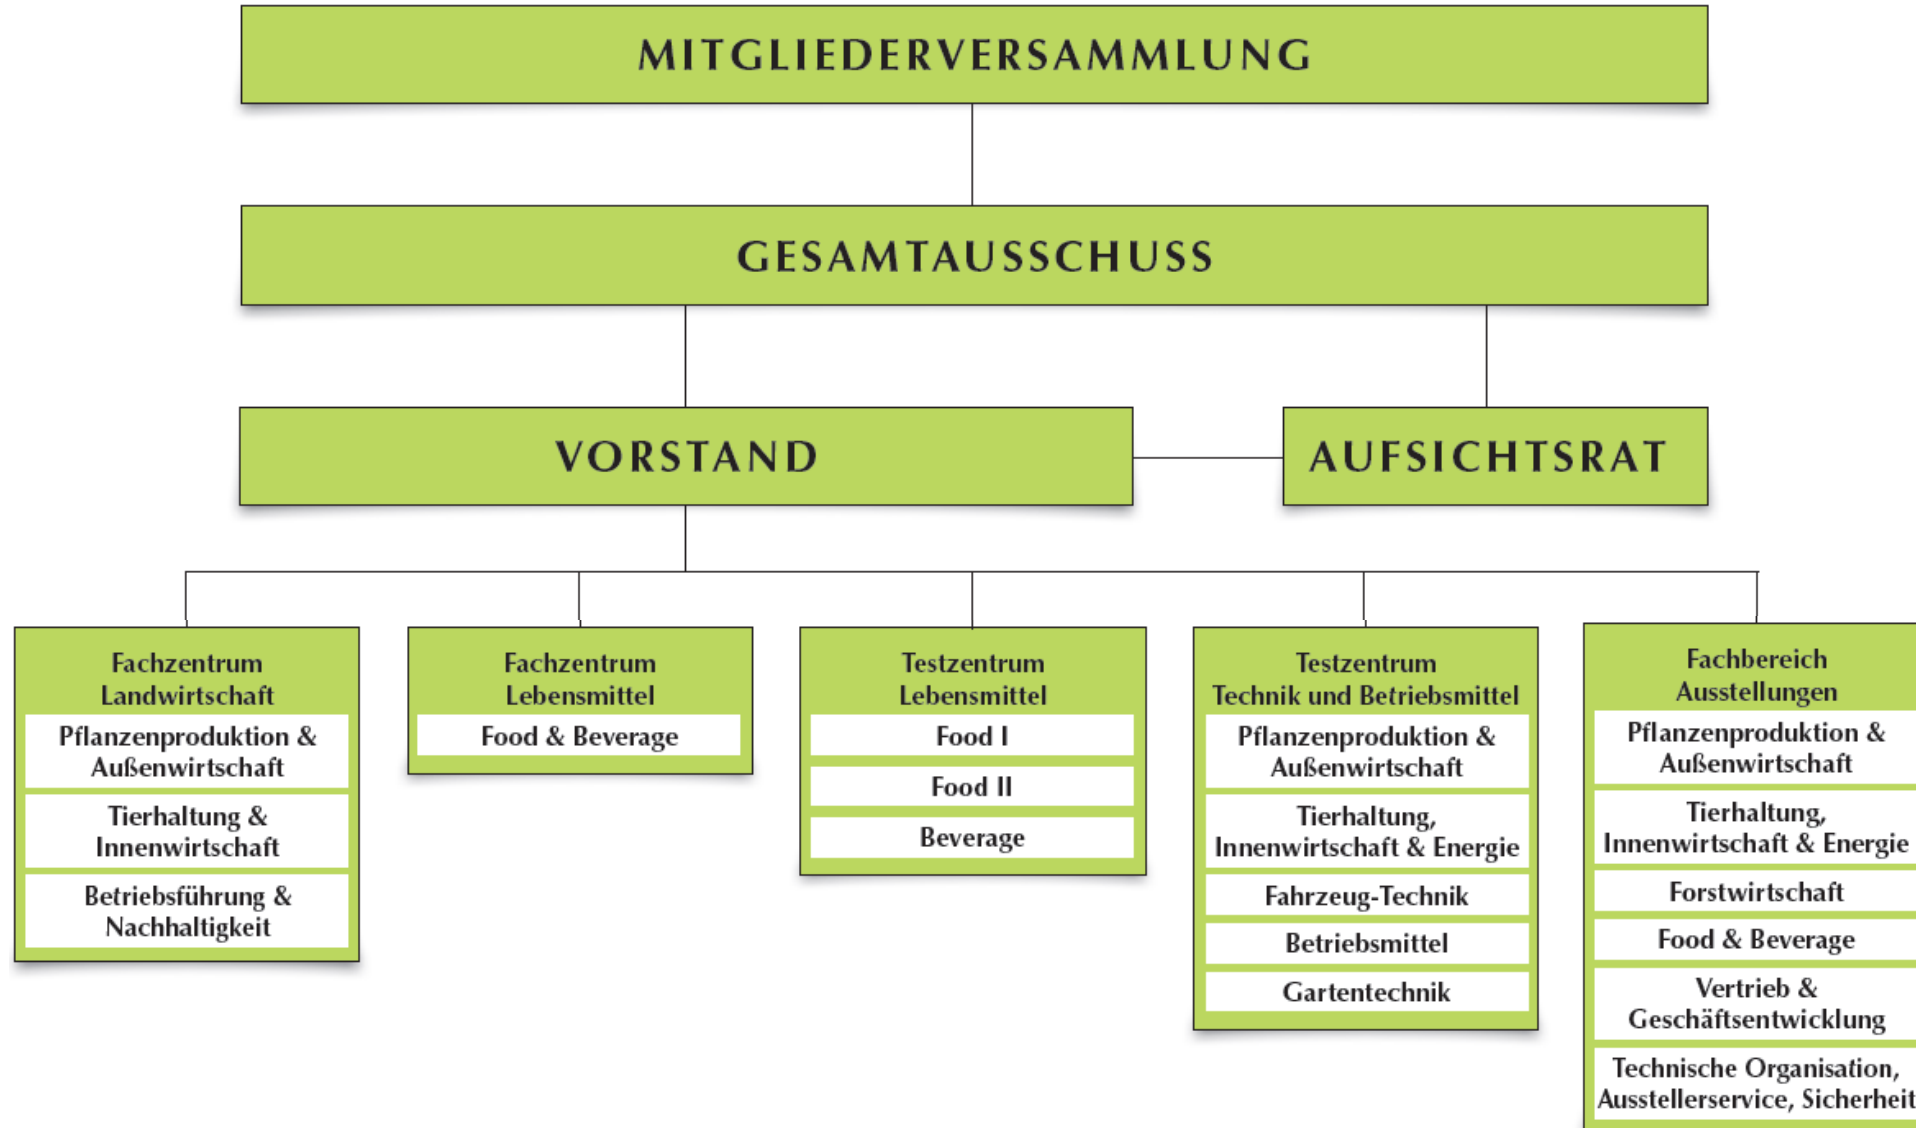 MITGLIEDERVERSAMMLUNG
GESAMTAUSSCHUSS
VORSTAND
AUFSICHTSRAT
Fachzentrum
Landwirtschaft
Pflanzenproduktion &
Außenwirtschaft
Tierhaltung &
Innenwirtschaft
Betriebsführung &
Nachhaltigkeit
Fachzentrum
Lebensmittel
Food & Beverage
Testzentrum
Lebensmittel
Food I
Food II
Beverage
Testzentrum
Technik und Betriebsmittel
Pflanzenproduktion &
Außenwirtschaft
Tierhaltung,
Innenwirtschaft & Energie
Fahrzeug-Technik
Betriebsmittel
Gartentechnik
Fachbereich
Ausstellungen
Pflanzenproduktion &
Außenwirtschaft
Tierhaltung,
Innenwirtschaft & Energie
Forstwirtschaft
Food & Beverage
Vertrieb &
Geschäftsentwicklung
Technische Organisation,
Ausstellerservice, Sicherheit